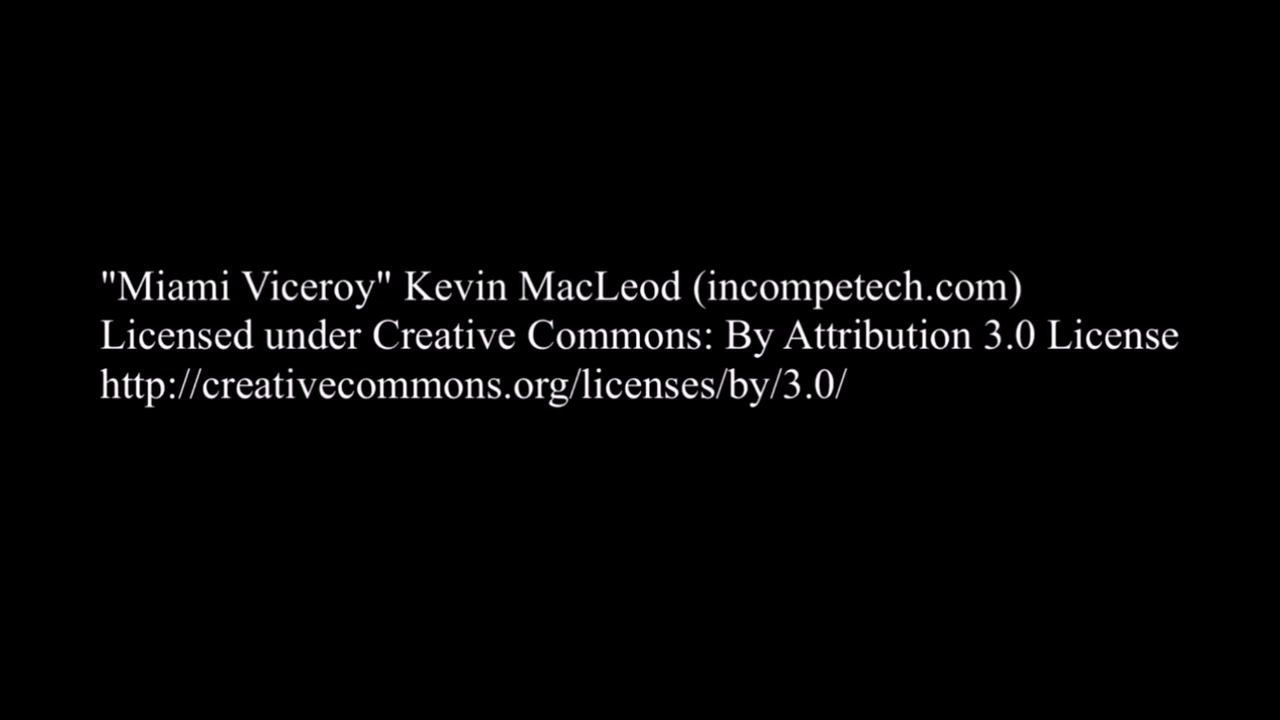 "Miami Viceroy" Kevin MacLeod (incompetech.com)
Licensed under Creative Commons: By Attribution 3.0 License
http://creativecommons.org/licenses/by/3.0/